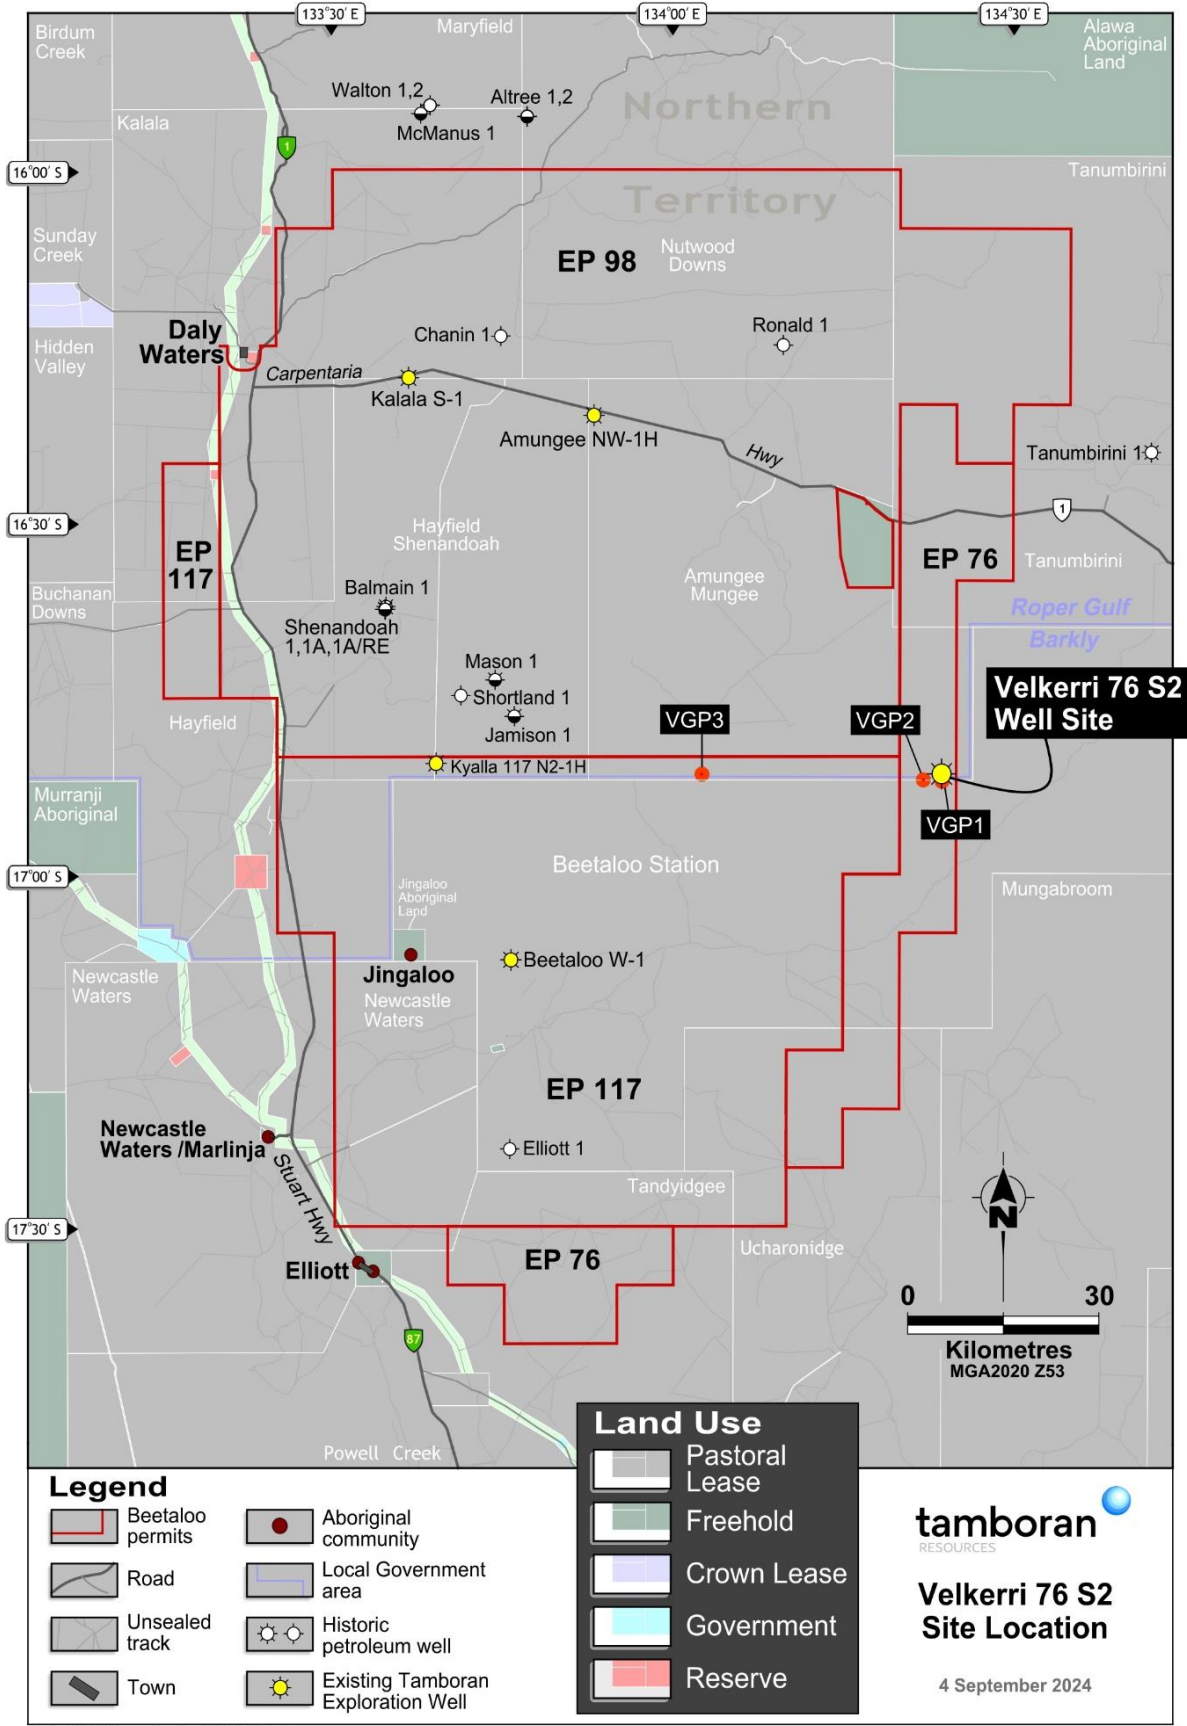 133°30' E
134°00' E
134°30' E
Birdum
Creek
Maryfield
Alawa
Aboriginal
Land
Walton 1,2
Altree 1,2
McManus 1
Northern
Kalala
1
16°00' S
Tanumbirini
Territory
Sunday
Creek
EP 98
Nutwood
Downs
Daly
Waters
Chanin 1
Ronald 1
Hidden
Valley
Carpentaria
Kalala S-1
Amungee NW-1H
Hwy
Tanumbirini 1
16°30' S
1
Hayfield
Shenandoah
EP
117
EP 76
Tanumbirini
Amungee
Mungee
Buchanan
Downs
Balmain 1
Roper Gulf
Barkly
Shenandoah
1,1A,1A/RE
Mason 1
Shortland 1
Jamison 1
Velkerri 76 S2
Well Site
Hayfield
VGP3
VGP2
Kyalla 117 N2-1H
Murranji
Aboriginal
VGP1
Beetaloo Station
17°00' S
Jingaloo
Aboriginal
Land
Mungabroom
Beetaloo W-1
Jingaloo
Newcastle
Waters
Newcastle
Waters
EP 117
Newcastle
Waters /Marlinja
Elliott 1
Stuart Hwy
Tandyidgee
N
17°30' S
EP 76
Ucharonidge
Elliott
0 30
Kilometres
MGA2020 Z53
87
Powell Creek
Legend
Beetaloo
permits
Road
Unsealed
track
Town
Aboriginal
community
Local Government
area
Historic
petroleum well
Existing Tamboran
Exploration Well
Land Use
Pastoral
Lease
Freehold
Crown Lease
Government
Reserve
tamboran
RESOURCES
Velkerri 76 S2
Site Location
4 September 2024